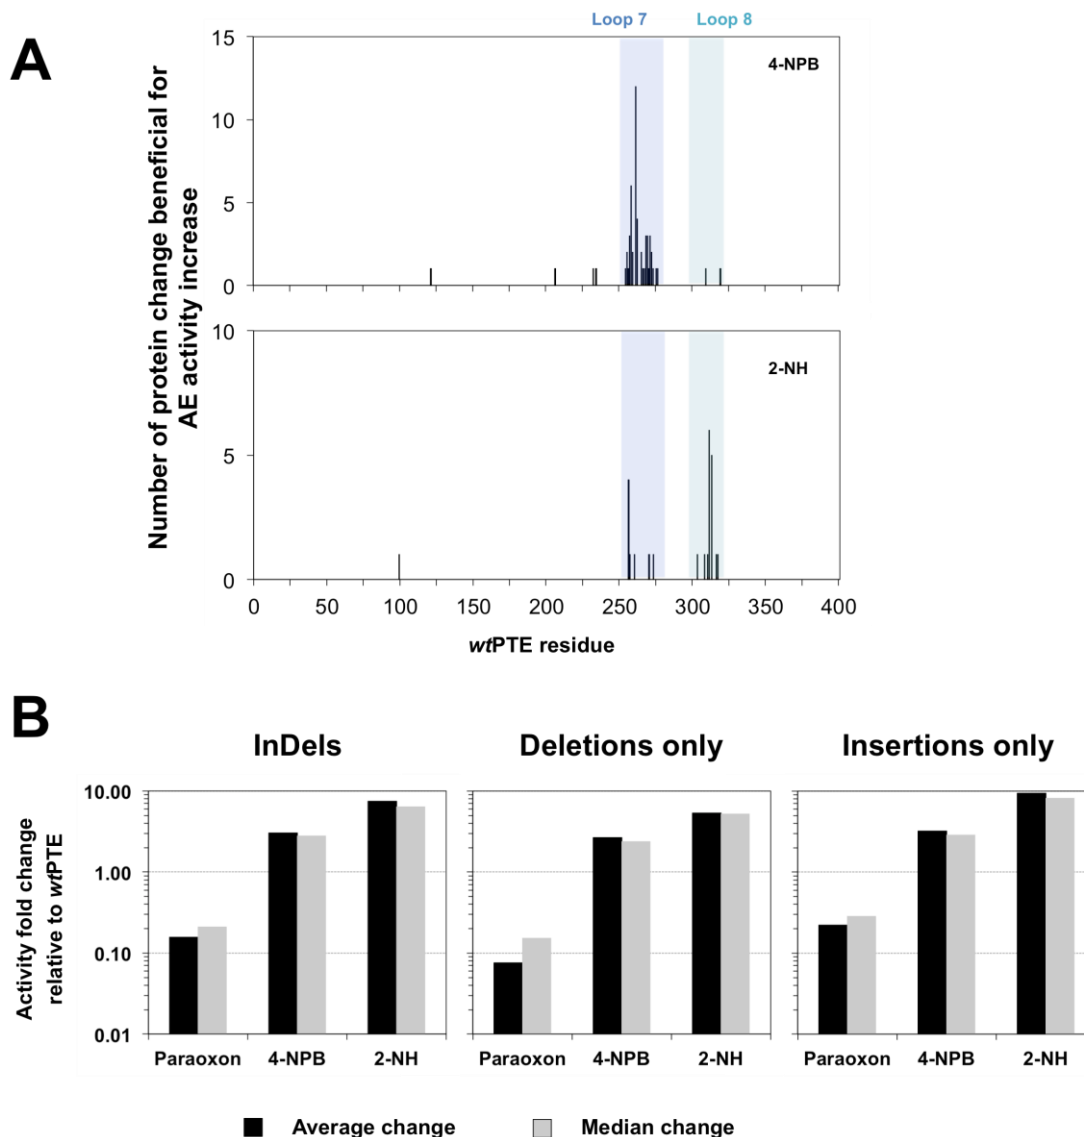 Loop 7 Loop 8
A
Number of protein change beneficial for
AE activity increase
15
10
5
0
4-NPB
10
5
0
2-NH
0 50 100 150 200 250 300 350 400
wtPTE residue
B
InDels Deletions only Insertions only
Activity fold change
relative to wtPTE
10.00
1.00
0.10
0.01
Paraoxon 4-NPB 2-NH Paraoxon 4-NPB 2-NH Paraoxon 4-NPB 2-NH
Average change Median change